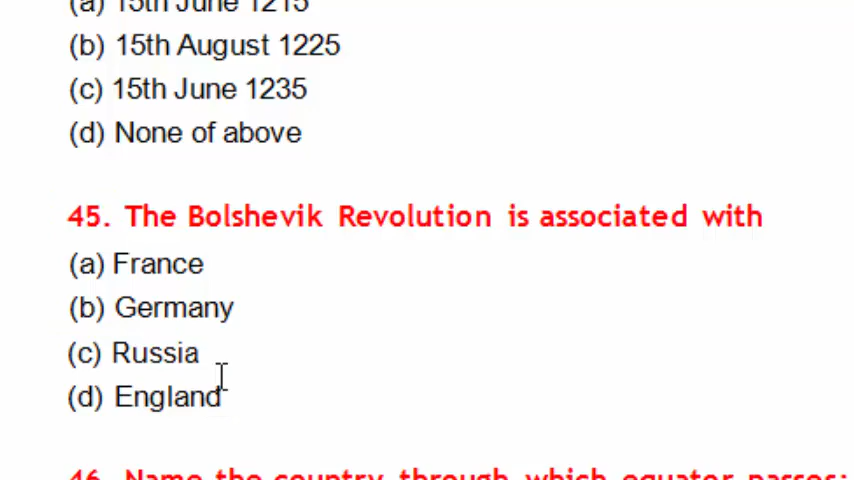 (a) 15th June 1215
(b) 15th August 1225
(c) 15th June 1235
(d) None of above
45. The Bolshevik Revolution is associated with
(a) France
(b) Germany
(c) Russia
(d) England
46. Name the country through which equator passes: